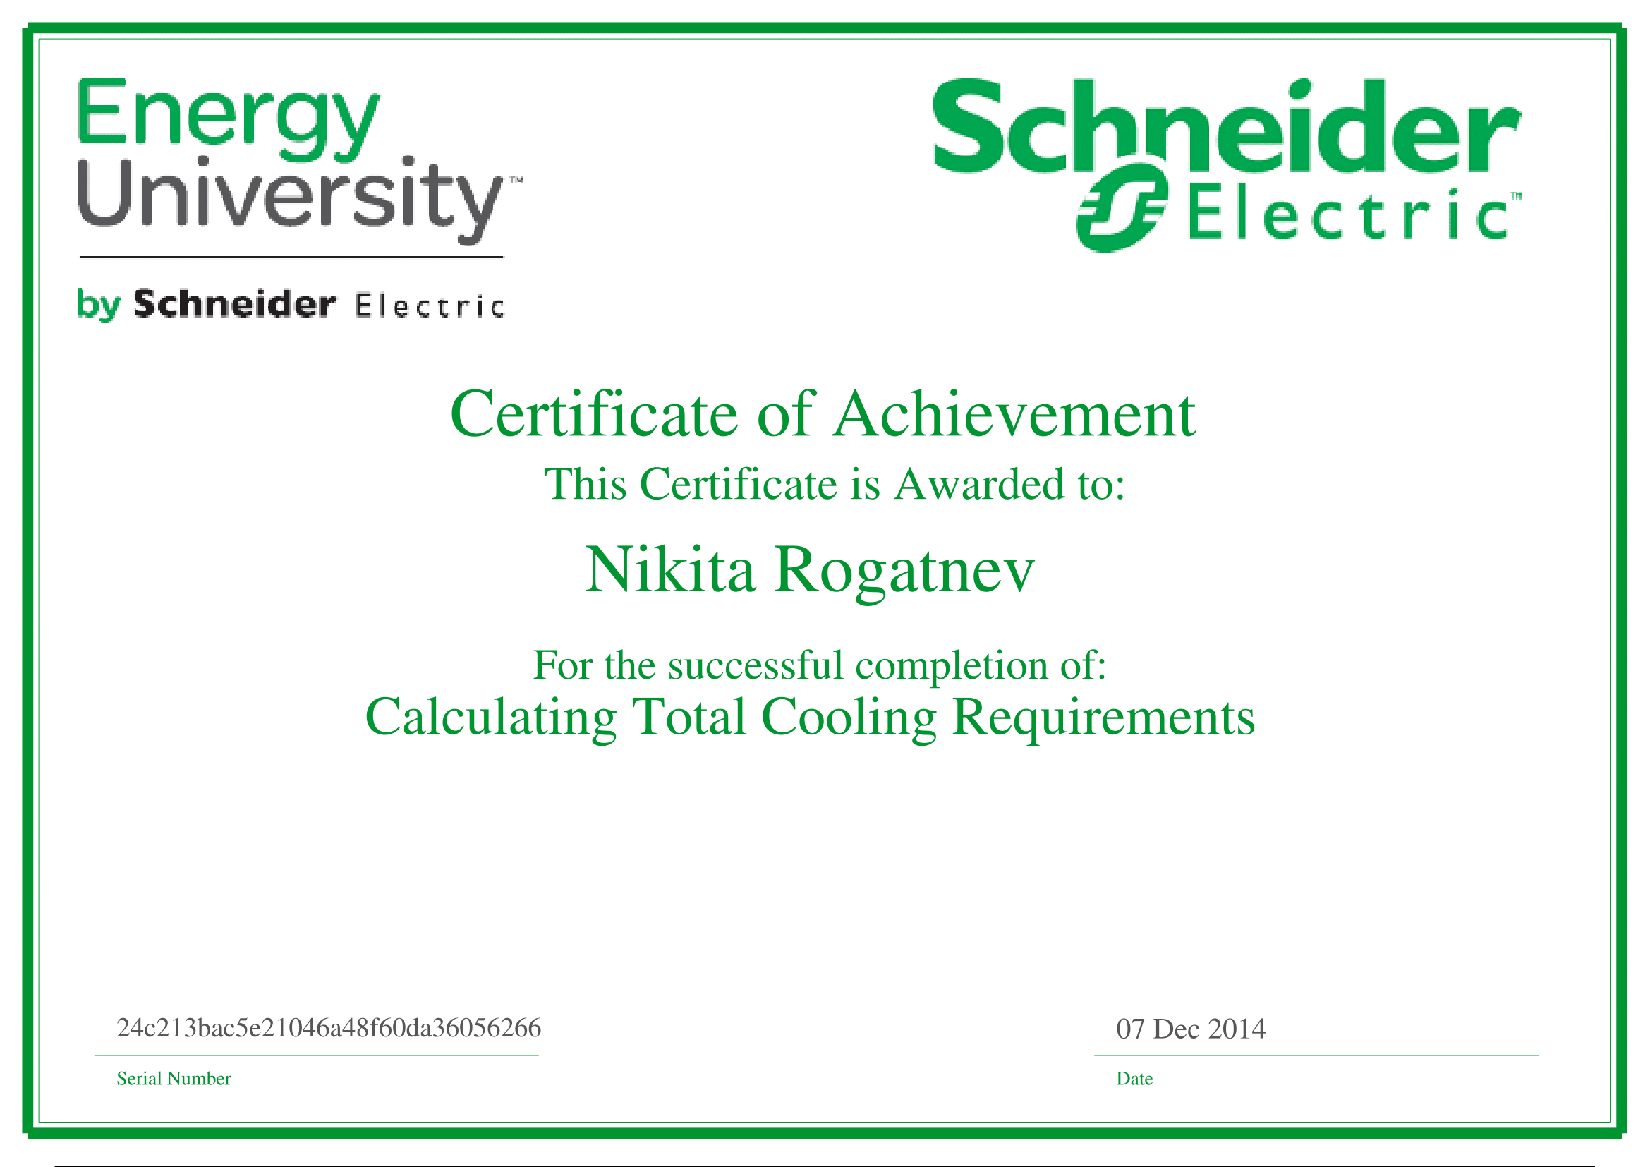 Energy
University™
by Schneider Electric
Schneider
Electric™
Certificate of Achievement
This Certificate is Awarded to:
Nikita Rogatnev
For the successful completion of:
Calculating Total Cooling Requirements
24c213bac5e21046a48f60da36056266
Serial Number
07 Dec 2014
Date